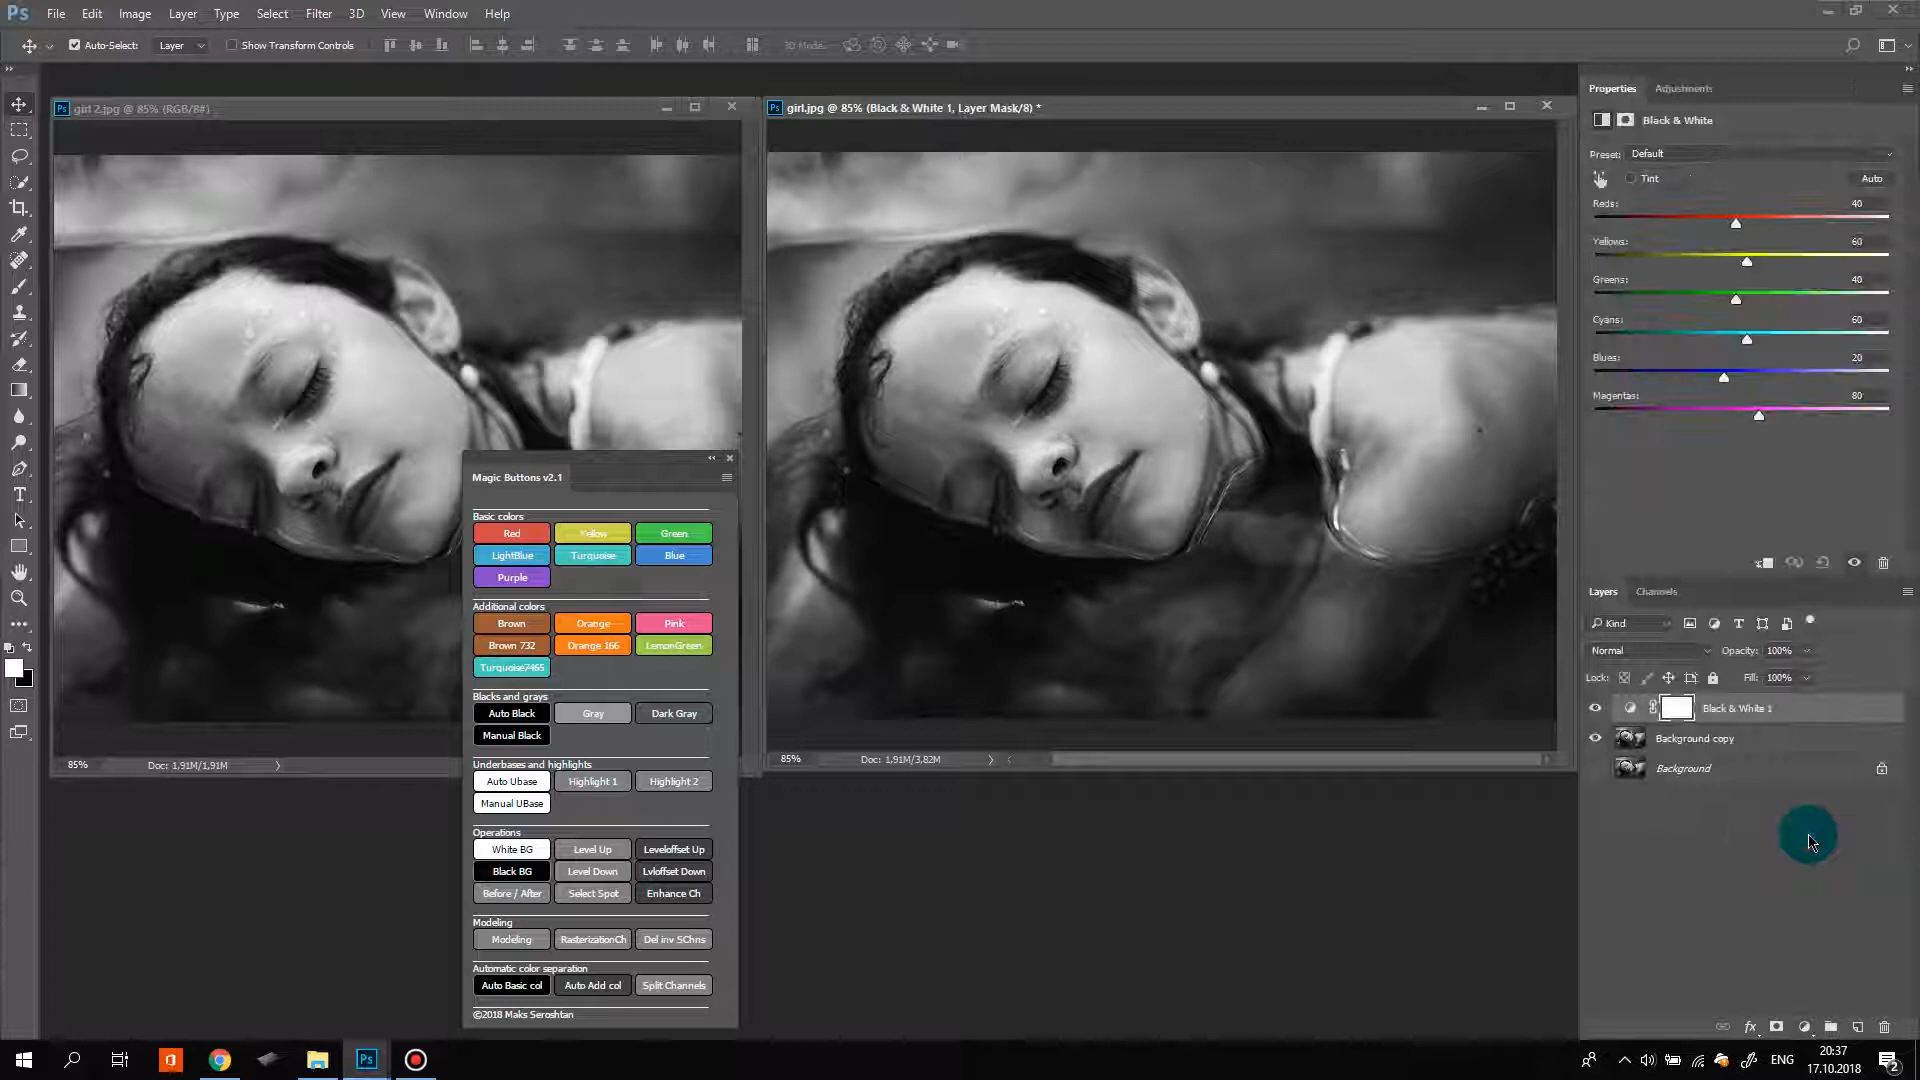 Ps File Edit Image Layer Type Select Filter 3D View Window Help
Auto-Select: Layer Show Transform Controls 3D Mode:
Ps girl 2.jpg @ 85% (RGB/8#)
Ps girl.jpg @ 85% (Black & White 1, Layer Mask/8) *
85% Doc: 1,91M/1,91M
85% Doc: 1,91M/3,82M
Magic Buttons v2.1
Basic colors
Red Yellow Green
LightBlue Turquoise Blue
Purple
Additional colors
Brown Orange Pink
Brown 732 Orange 166 LemonGreen
Turquoise7465
Blacks and grays
Auto Black Gray Dark Gray
Manual Black
Underbases and highlights
Auto Ubase Highlight 1 Highlight 2
Manual UBase
Operations
White BG Level Up Leveloffset Up
Black BG Level Down Lvloffset Down
Before / After Select Spot Enhance Ch
Modeling
Modeling RasterizationCh Del inv SChns
Automatic color separation
Auto Basic col Auto Add col Split Channels
©2018 Maks Seroshtan
Properties Adjustments
Black & White
Preset: Default
Tint Auto
Reds: 40
Yellows: 60
Greens: 40
Cyans: 60
Blues: 20
Magentas: 80
Layers Channels
Kind
Normal Opacity: 100%
Lock: Fill: 100%
Black & White 1
Background copy
Background
fx
Ps
ENG
20:37
17.10.2018
2